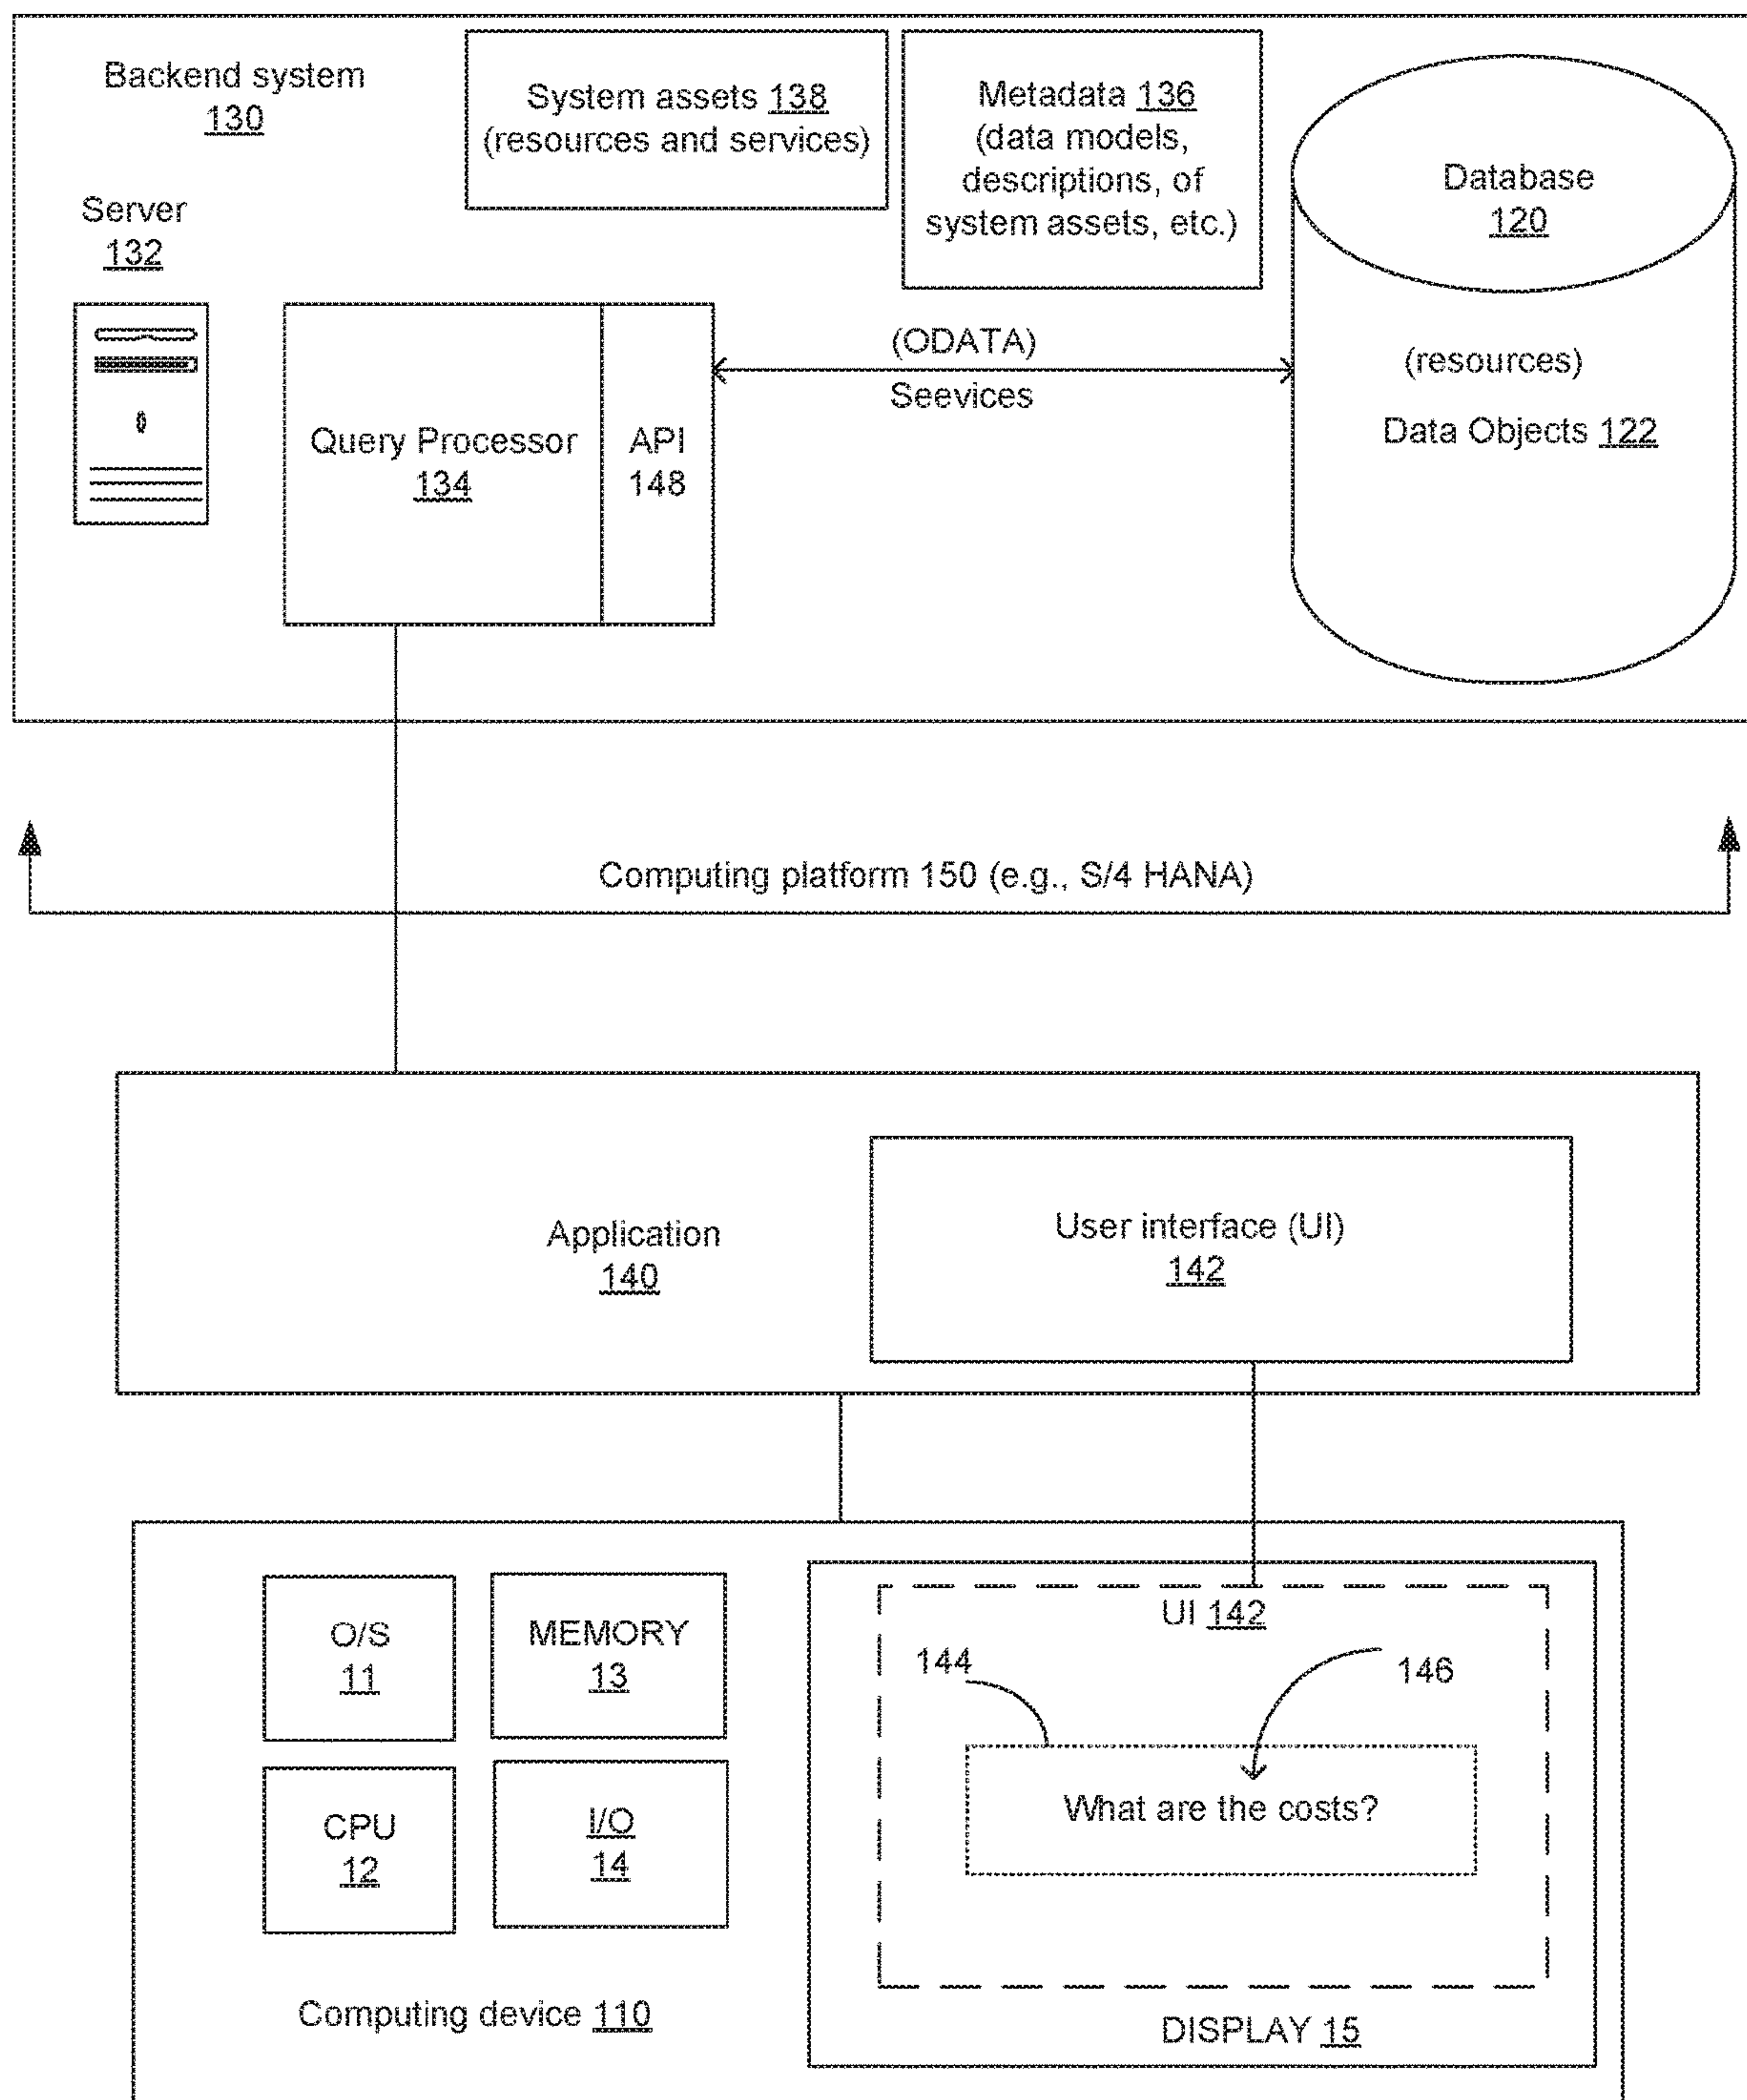 Backend system
130
System assets 138
(resources and services)
Metadata 136
(data models,
descriptions, of
system assets, etc.)
Database
120
(resources)
Data Objects 122
Server
132
Query Processor
134
API
148
(ODATA)
Seevices
Computing platform 150 (e.g., S/4 HANA)
Application
140
User interface (UI)
142
O/S
11
MEMORY
13
CPU
12
I/O
14
Computing device 110
UI 142
144
146
What are the costs?
DISPLAY 15